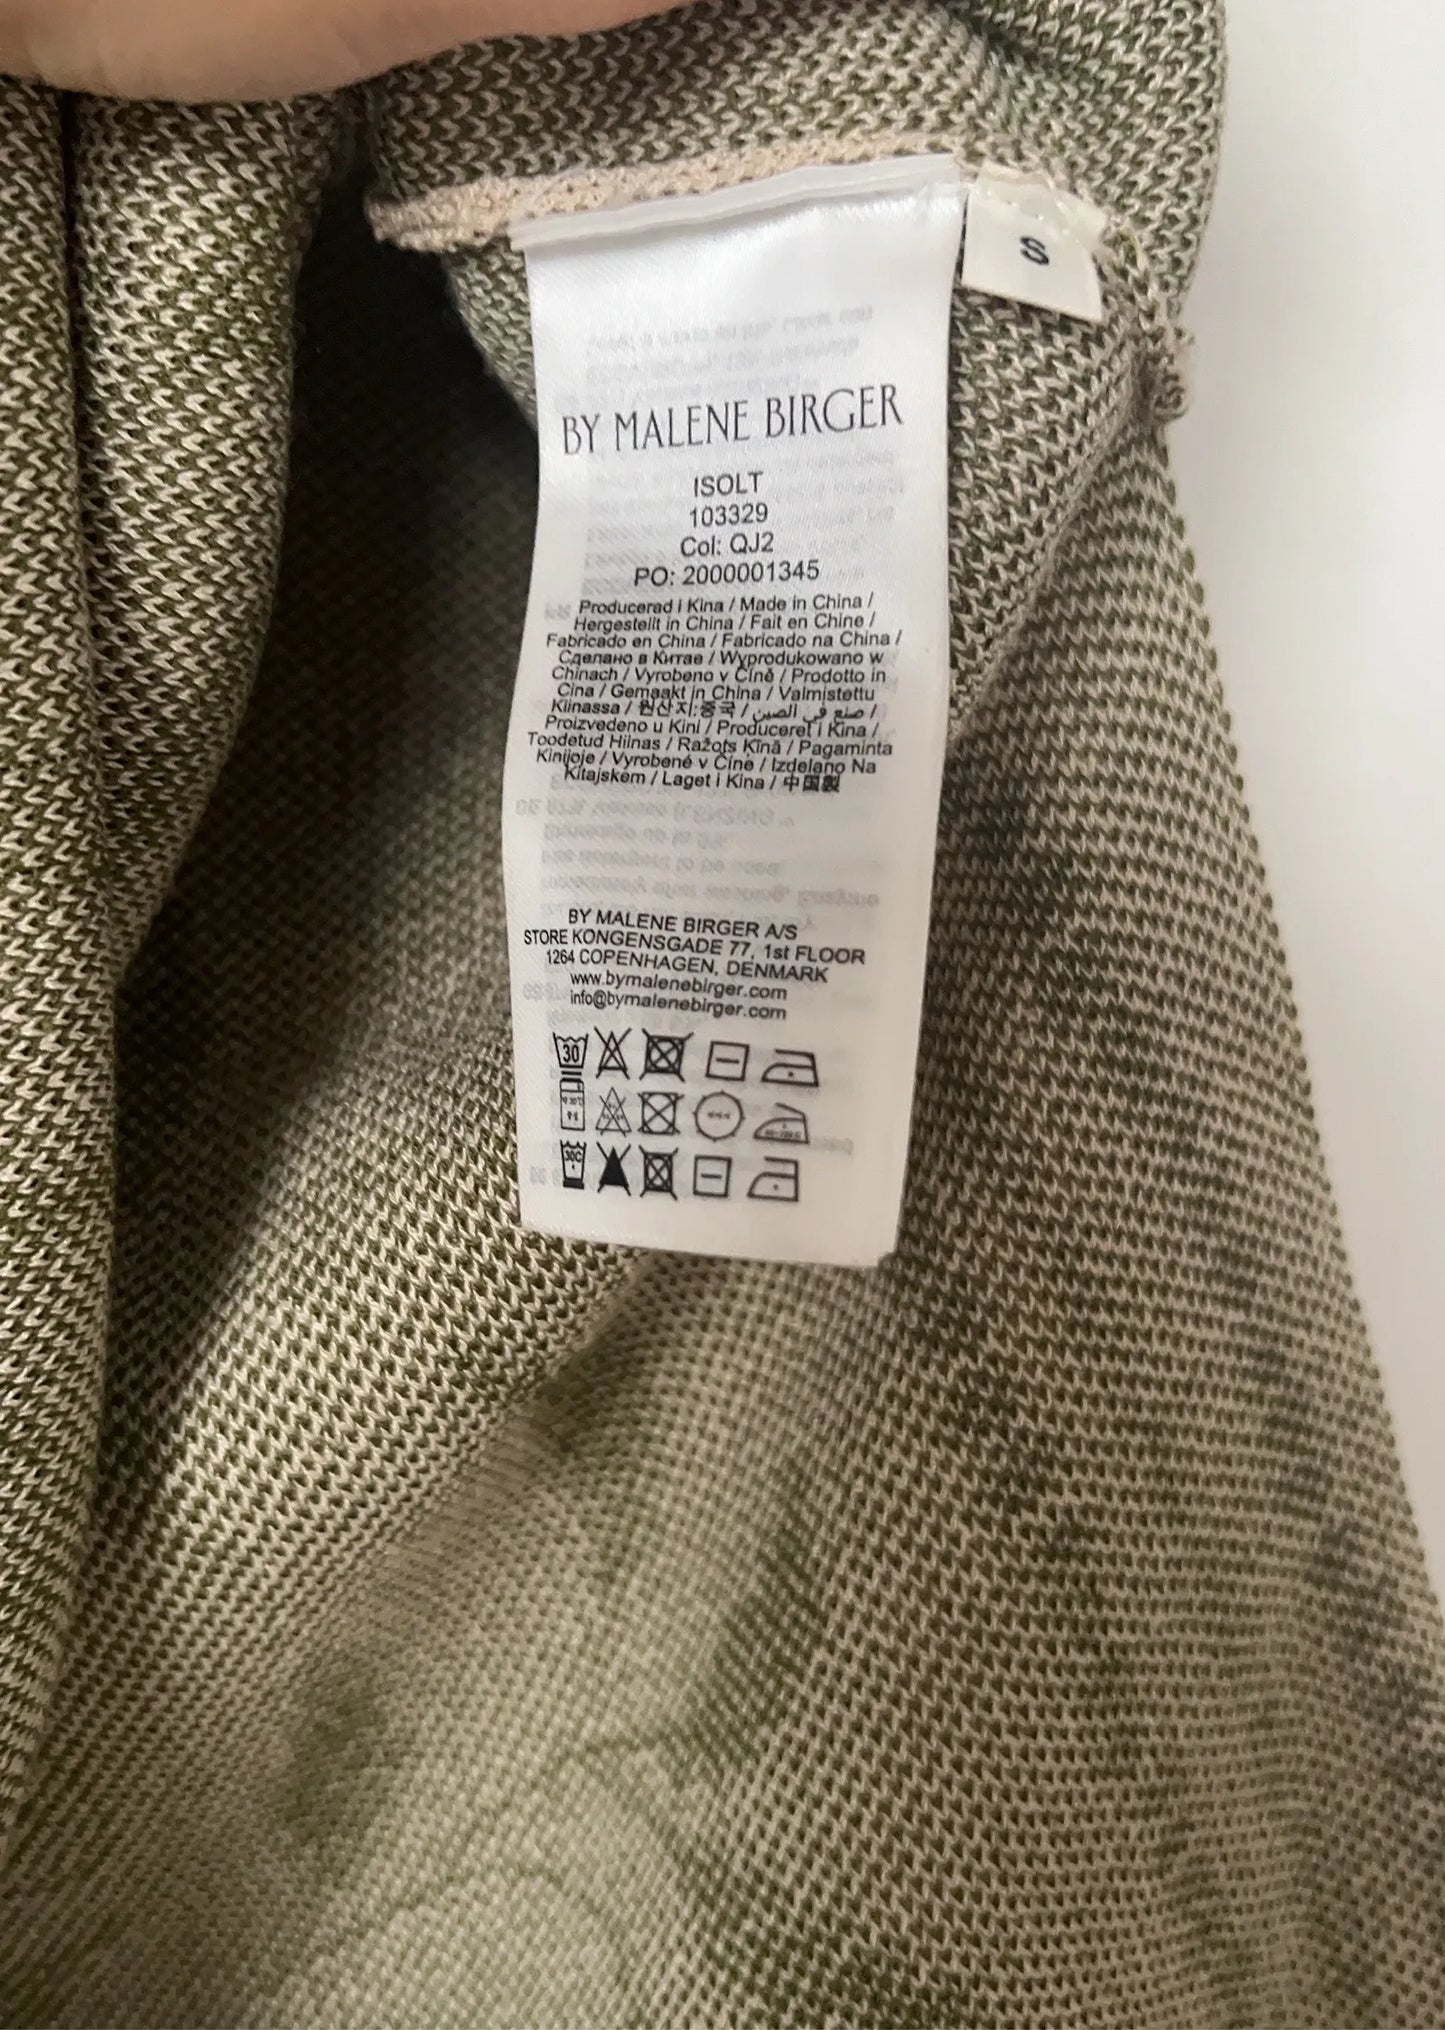 S
BY MALENE BIRGER
ISOLT
103329
Col: QJ2
PO: 2000001345
Producerad i Kina / Made in China /
Hergestellt in China / Fait en Chine /
Fabricado en China / Fabricado na China /
Сделано в Китае / Wyprodukowano w
Chinach / Vyrobeno v Číně / Prodotto in
Cina / Gemaakt in China / Valmistettu
Kiinassa / 원산지:중국 / صنع في الصين /
Proizvedeno u Kini / Produceret i Kina /
Toodetud Hiinas / Ražots Ķīnā / Pagaminta
Kinijoje / Vyrobené v Číne / Izdelano Na
Kitajskem / Laget i Kina / 中国製
BY MALENE BIRGER A/S
STORE KONGENSGADE 77, 1st FLOOR
1264 COPENHAGEN, DENMARK
www.bymalenebirger.com
info@bymalenebirger.com
30
30C